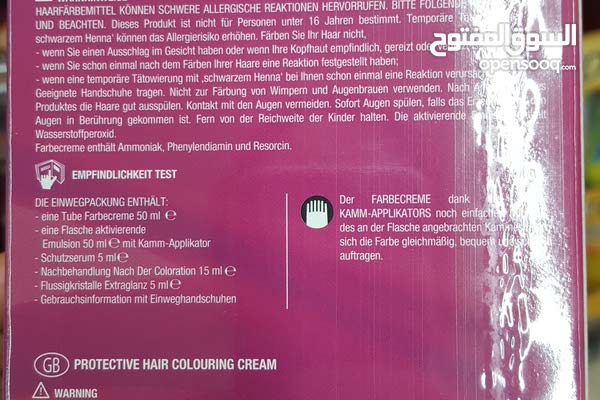 HAARFÄRBEMITTEL KÖNNEN SCHWERE ALLERGISCHE REAKTIONEN HERVORRUFEN. BITTE FOLGENDE
UND BEACHTEN. Dieses Produkt ist nicht für Personen unter 16 Jahren bestimmt. Temporäre
schwarzem Henna' können das Allergierisiko erhöhen. Färben Sie Ihr Haar nicht,
- wenn Sie einen Ausschlag im Gesicht haben oder wenn Ihre Kopfhaut empfindlich, gereizt oder
- wenn Sie schon einmal nach dem Färben Ihrer Haare eine Reaktion festgestellt haben;
- wenn eine temporäre Tätowierung mit ,schwarzem Henna' bei Ihnen schon einmal eine Reaktion
Geeignete Handschuhe tragen. Nicht zur Färbung von Wimpern und Augenbrauen verwenden. Nach
Produktes die Haare gut ausspülen. Kontakt mit den Augen vermeiden. Sofort Augen spülen, falls das
Augen in Berührung gekommen ist. Fern von der Reichweite der Kinder halten. Die aktivierende
Wasserstoffperoxid.
Farbecreme enthält Ammoniak, Phenylendiamin und Resorcin.
EMPFINDLICHKEIT TEST
DIE EINWEGPACKUNG ENTHÄLT:
- eine Tube Farbecreme 50 ml ℮
- eine Flasche aktivierende
Emulsion 50 ml ℮ mit Kamm-Applikator
- Schutzserum 5 ml ℮
- Nachbehandlung Nach Der Coloration 15 ml ℮
- Flussigkristalle Extraglanz 5 ml ℮
- Gebrauchsinformation mit Einweghandschuhen
Der FARBECREME dank
KAMM-APPLIKATORS noch einfacher
des an der Flasche angebrachten
sich die Farbe gleichmäßig, bequem
auftragen.
GB PROTECTIVE HAIR COLOURING CREAM
WARNING
السوق المفتوح
opensooq.com